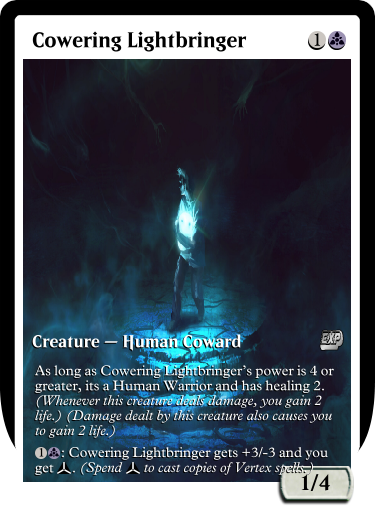 Cowering Lightbringer 1
Creature — Human Coward EXP
As long as Cowering Lightbringer's power is 4 or
greater, its a Human Warrior and has healing 2.
(Whenever this creature deals damage, you gain 2
life.) (Damage dealt by this creature also causes you
to gain 2 life.)
1: Cowering Lightbringer gets +3/-3 and you
get. (Spend to cast copies of Vertex spells.)
1/4